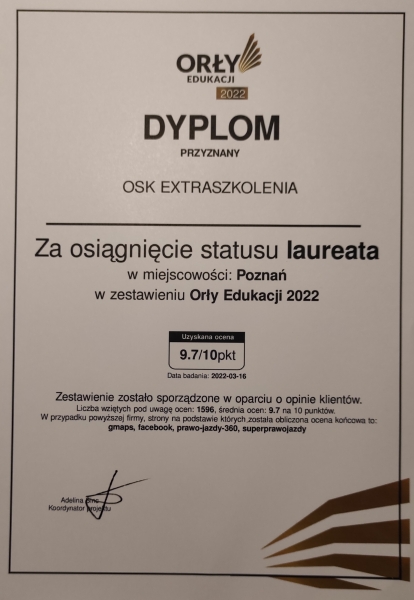 ORŁY
EDUKACJI
2022
DYPLOM
PRZYZNANY
OSK EXTRASZKOLENIA
Za osiągnięcie statusu laureata
w miejscowości: Poznań
w zestawieniu Orły Edukacji 2022
Uzyskana ocena
9.7/10pkt
Data badania: 2022-03-16
Zestawienie zostało sporządzone w oparciu o opinie klientów.
Liczba wziętych pod uwagę ocen: 1596, średnia ocen: 9.7 na 10 punktów.
W przypadku powyższej firmy, strony na podstawie których została obliczona ocena końcowa to:
gmaps, facebook, prawo-jazdy-360, superprawojazdy
Adelina
Koordynator projektu